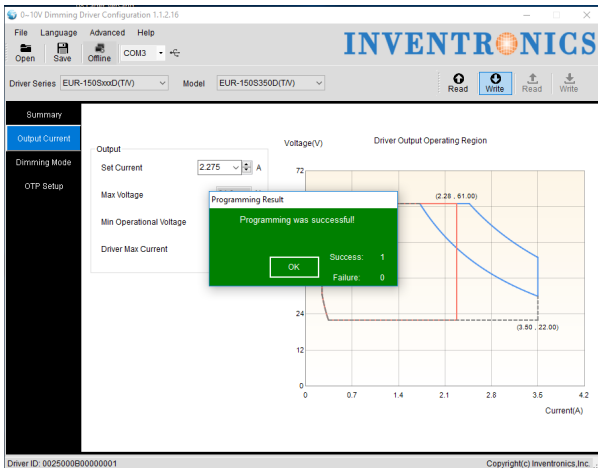 0~10V Dimming Driver Configuration 1.1.2.16
File Language Advanced Help
Open Save Offline COM3
INVENTRONICS
Driver Series EUR-150SxxxD(T/V) Model EUR-150S350D(T/V)
Read Write Read Write
Summary
Output Current
Dimming Mode
OTP Setup
Output
Set Current 2.275 A
Max Voltage
Min Operational Voltage
Driver Max Current
Voltage(V) Driver Output Operating Region
72
(2.28 , 61.00)
24
(3.50 , 22.00)
12
0
0 0.7 1.4 2.1 2.8 3.5 4.2
Current(A)
Programming Result
Programming was successful!
Success: 1
OK
Failure: 0
Driver ID: 0025000B00000001 Copyright(c) Inventronics,Inc.